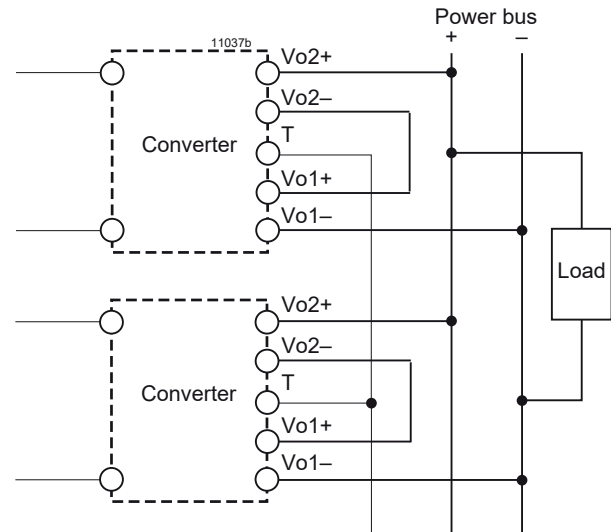 Power bus
+ –
11037b
Vo2+
Vo2–
T
Converter
Vo1+
Vo1–
Load
Vo2+
Vo2–
T
Converter
Vo1+
Vo1–